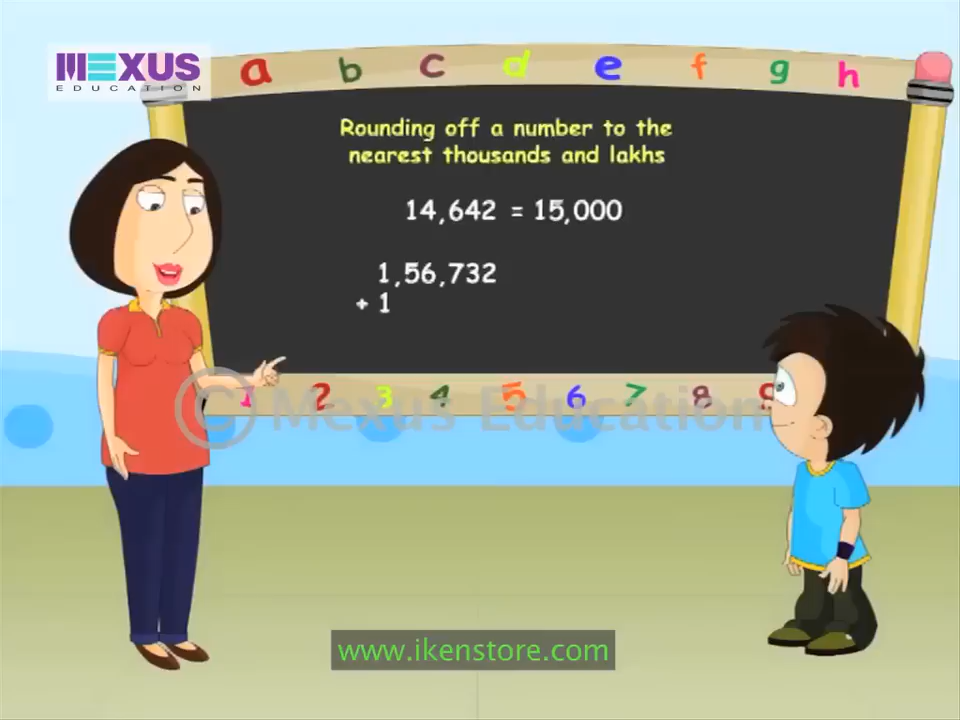 MEXUS
EDUCATION
a b c d e f g h
Rounding off a number to the
nearest thousands and lakhs
14,642 = 15,000
1,56,732
+ 1
1 2 3 4 5 6 7 8 9
© Mexus Education
www.ikenstore.com